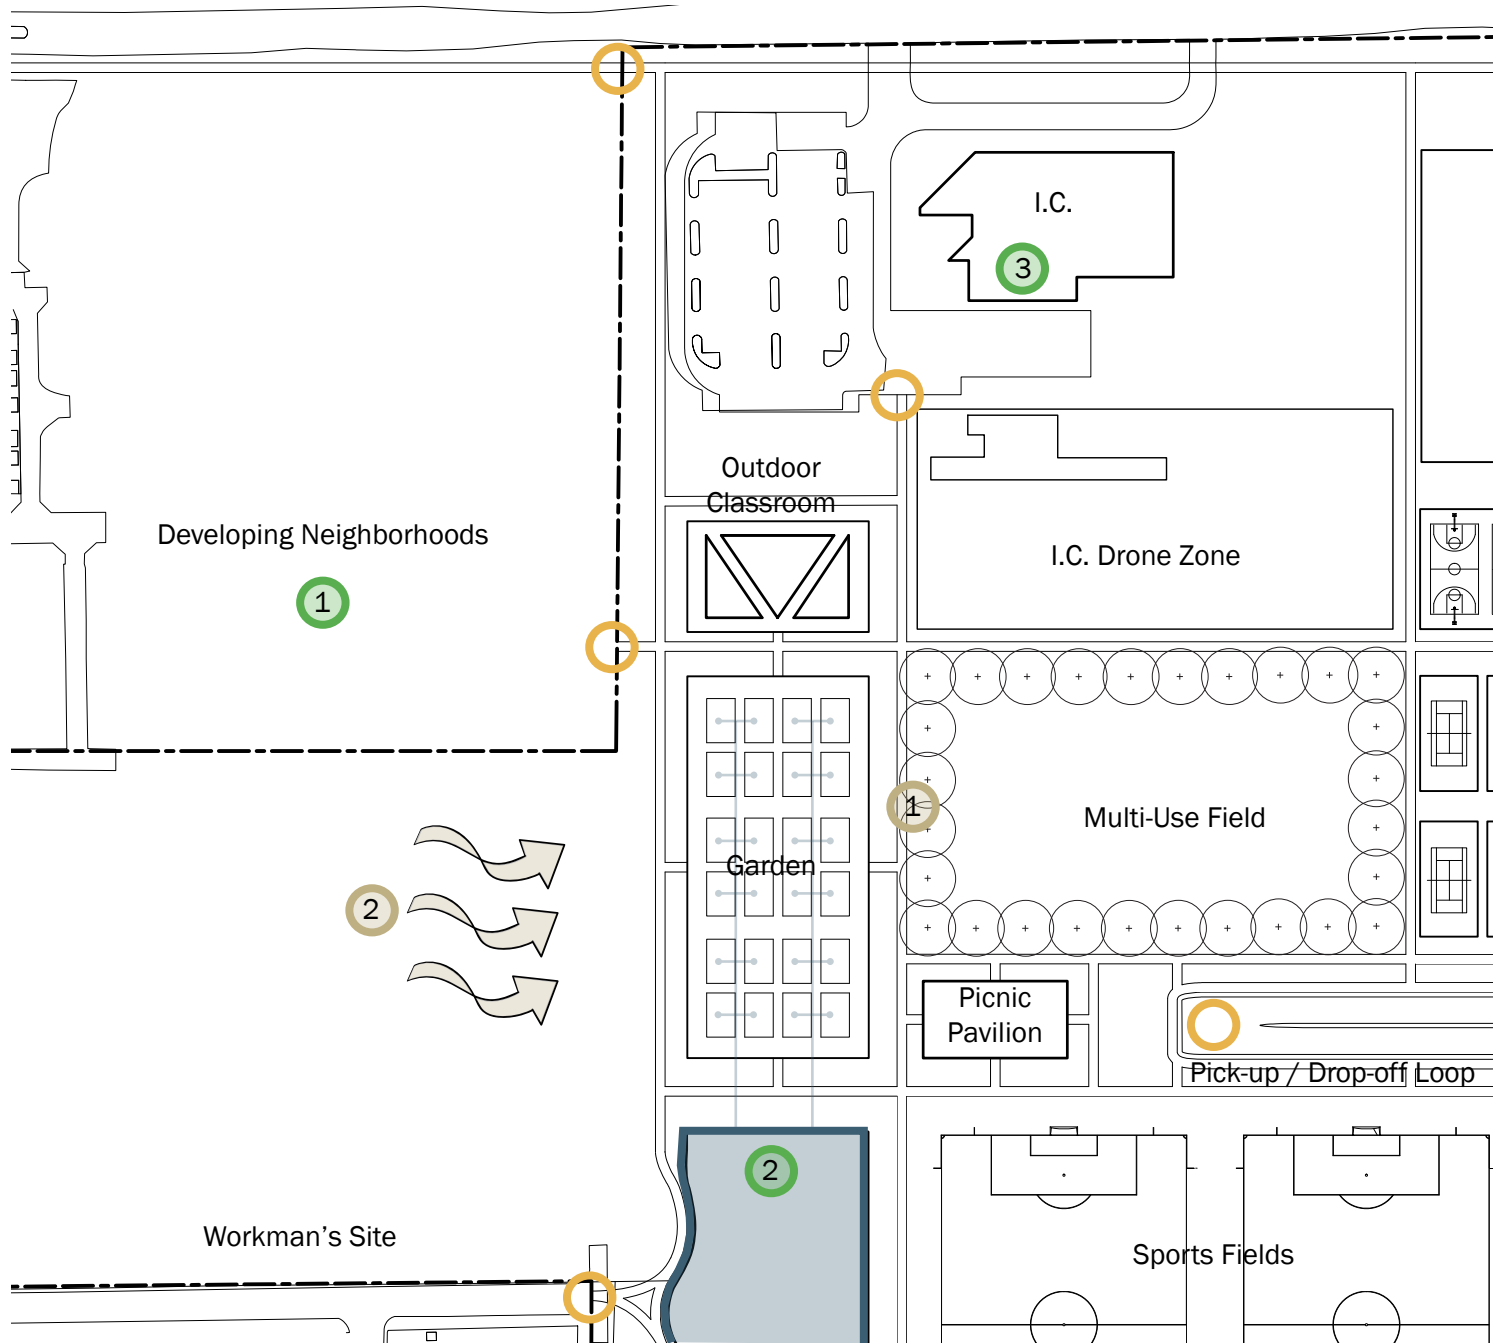 I.C.
3
Outdoor
Classroom
Developing Neighborhoods
I.C. Drone Zone
1
1
Multi-Use Field
Garden
2
Picnic
Pavilion
Pick-up / Drop-off Loop
2
Workman's Site
Sports Fields